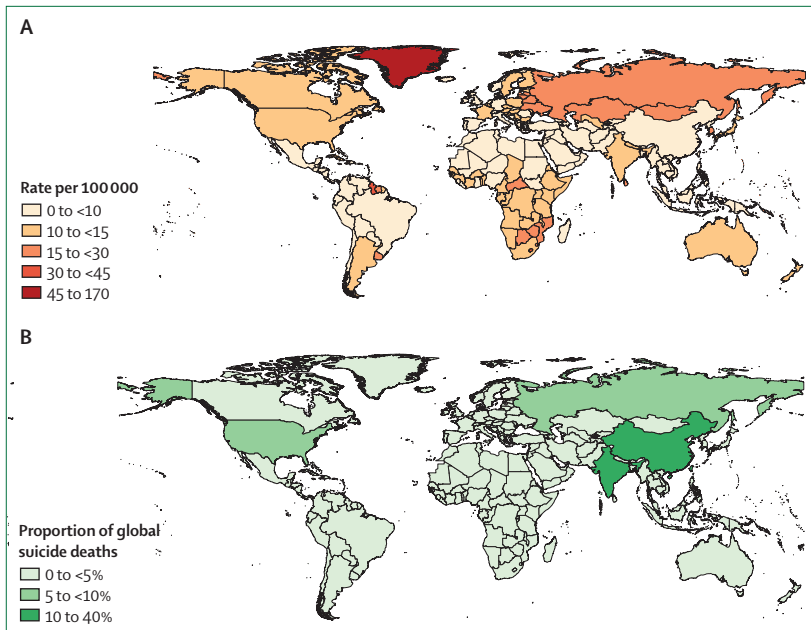 A
Rate per 100 000
0 to <10
10 to <15
15 to <30
30 to <45
45 to 170
B
Proportion of global
suicide deaths
0 to <5%
5 to <10%
10 to 40%